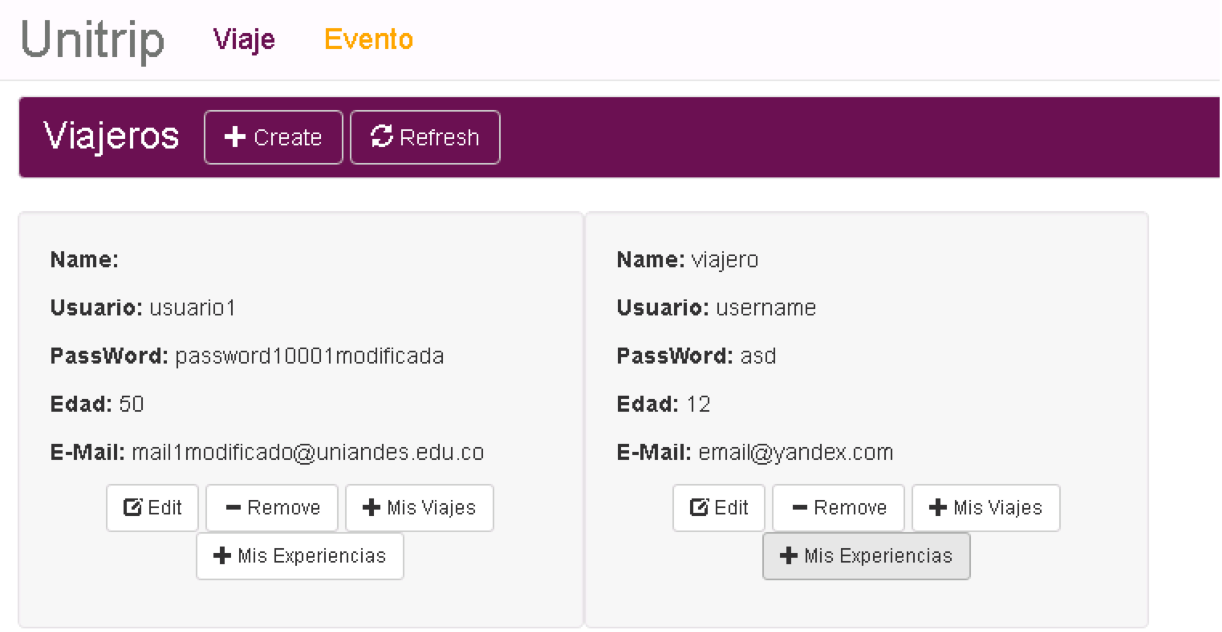 Unitrip Viaje Evento
Viajeros Create Refresh
Name:
Usuario: usuario1
PassWord: password10001modificada
Edad: 50
E-Mail: mail1modificado@uniandes.edu.co
Edit Remove Mis Viajes
Mis Experiencias
Name: viajero
Usuario: username
PassWord: asd
Edad: 12
E-Mail: email@yandex.com
Edit Remove Mis Viajes
Mis Experiencias